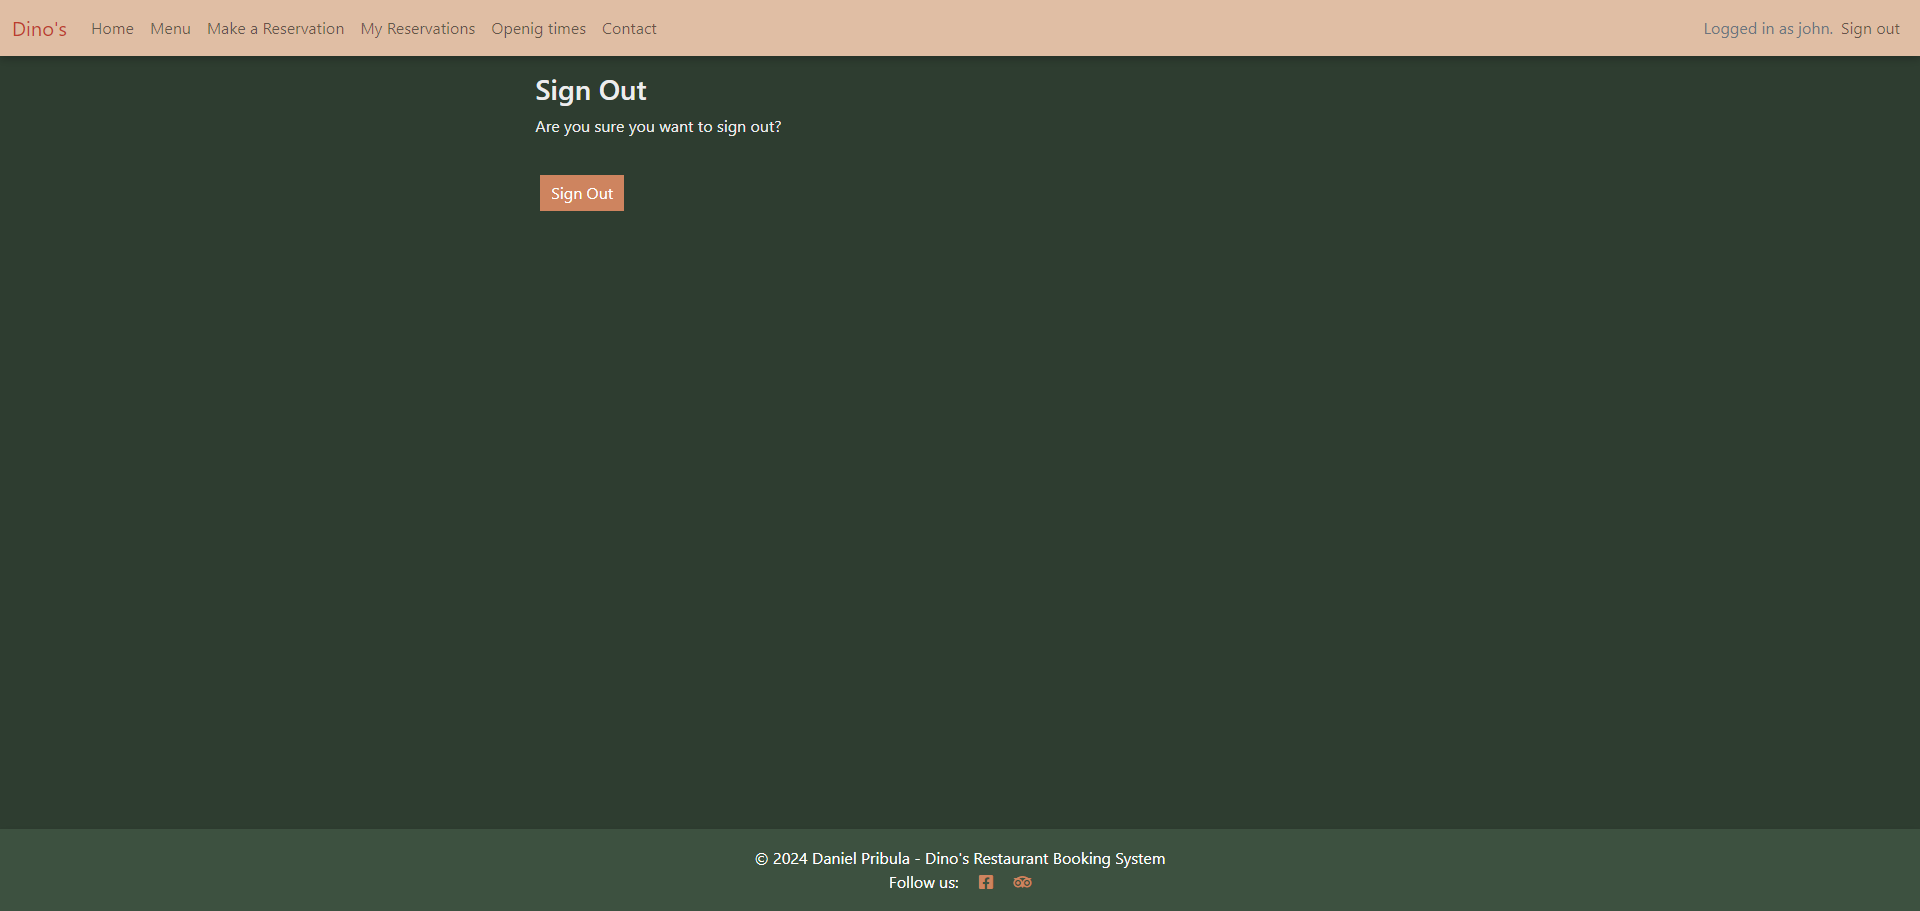 Dino's Home Menu Make a Reservation My Reservations Openig times Contact Logged in as john. Sign out
Sign Out
Are you sure you want to sign out?
Sign Out
© 2024 Daniel Pribula - Dino's Restaurant Booking System
Follow us: